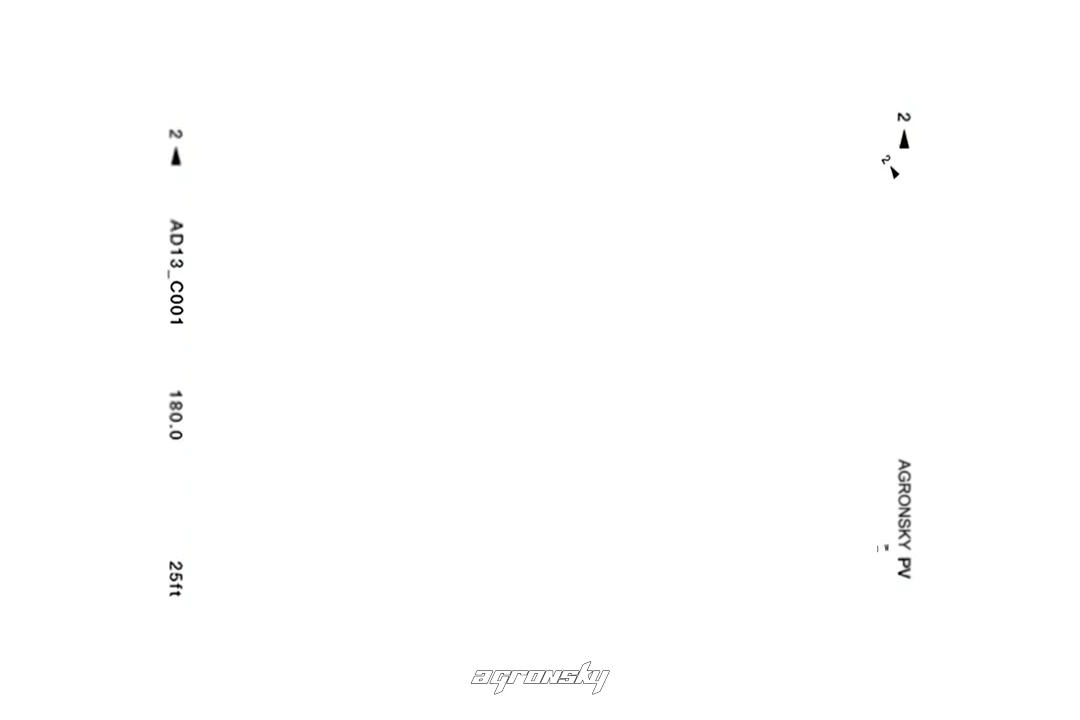 2 ◀ AD13_C001 180.0 25ft
2 ◀ AGRONSKY PV
2 ◀
agronsky